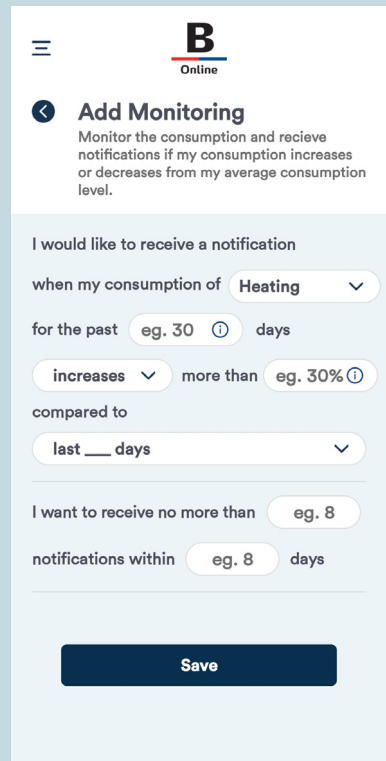 B
Online
Add Monitoring
Monitor the consumption and recieve
notifications if my consumption increases
or decreases from my average consumption
level.
I would like to receive a notification
when my consumption of Heating
for the past eg. 30 days
increases more than eg. 30%
compared to
last __ days
I want to receive no more than eg. 8
notifications within eg. 8 days
Save